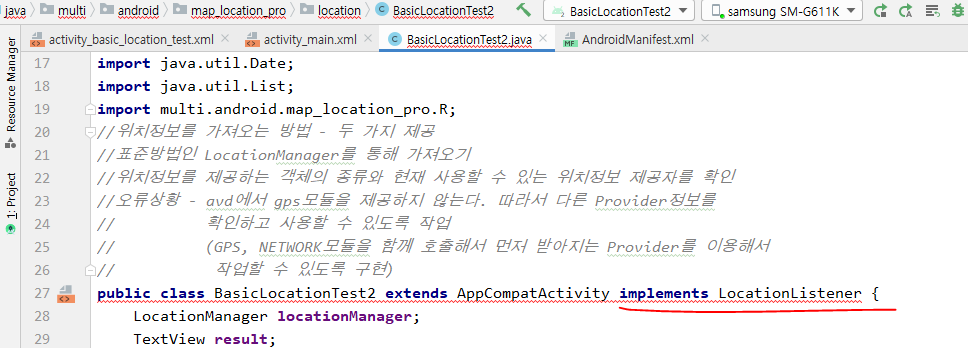 java multi android map_location_pro location BasicLocationTest2 BasicLocationTest2 samsung SM-G611K
activity_basic_location_test.xml activity_main.xml BasicLocationTest2.java AndroidManifest.xml
Resource Manager
1: Project
17 import java.util.Date;
18 import java.util.List;
19 import multi.android.map_location_pro.R;
20 //위치정보를 가져오는 방법 - 두 가지 제공
21 //표준방법인 LocationManager를 통해 가져오기
22 //위치정보를 제공하는 객체의 종류와 현재 사용할 수 있는 위치정보 제공자를 확인
23 //오류상황 - avd에서 gps모듈을 제공하지 않는다. 따라서 다른 Provider정보를
24 // 확인하고 사용할 수 있도록 작업
25 // (GPS, NETWORK모듈을 함께 호출해서 먼저 받아지는 Provider를 이용해서
26 // 작업할 수 있도록 구현)
27 public class BasicLocationTest2 extends AppCompatActivity implements LocationListener {
28 LocationManager locationManager;
29 TextView result;